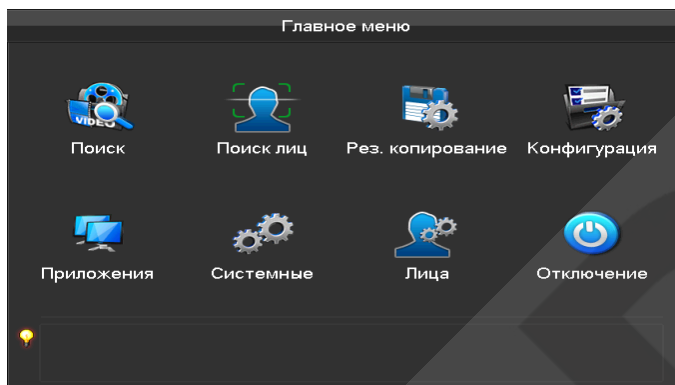 Главное меню
VIDEO
Поиск
Поиск лиц
Рез. копирование
Конфигурация
Приложения
Системные
Лица
Отключение